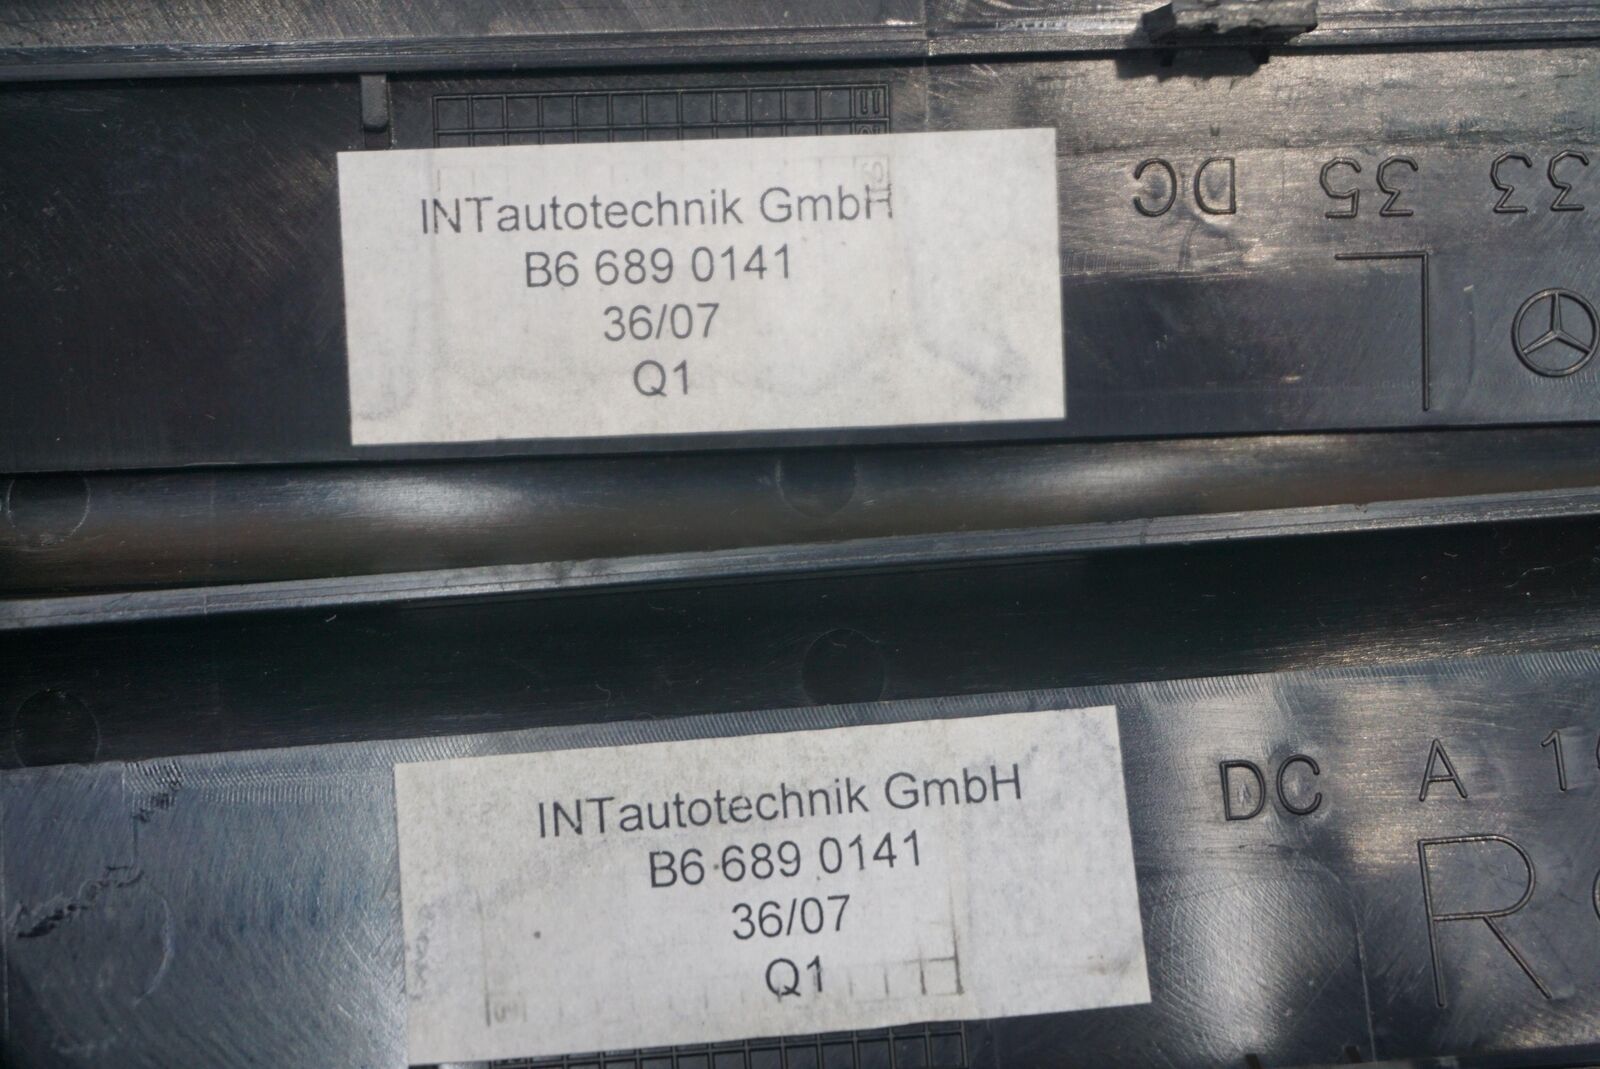 INTautotechnik GmbH
B6 689 0141
36/07
Q1
33 35 DC
L
INTautotechnik GmbH
B6 689 0141
36/07
Q1
DC A
R